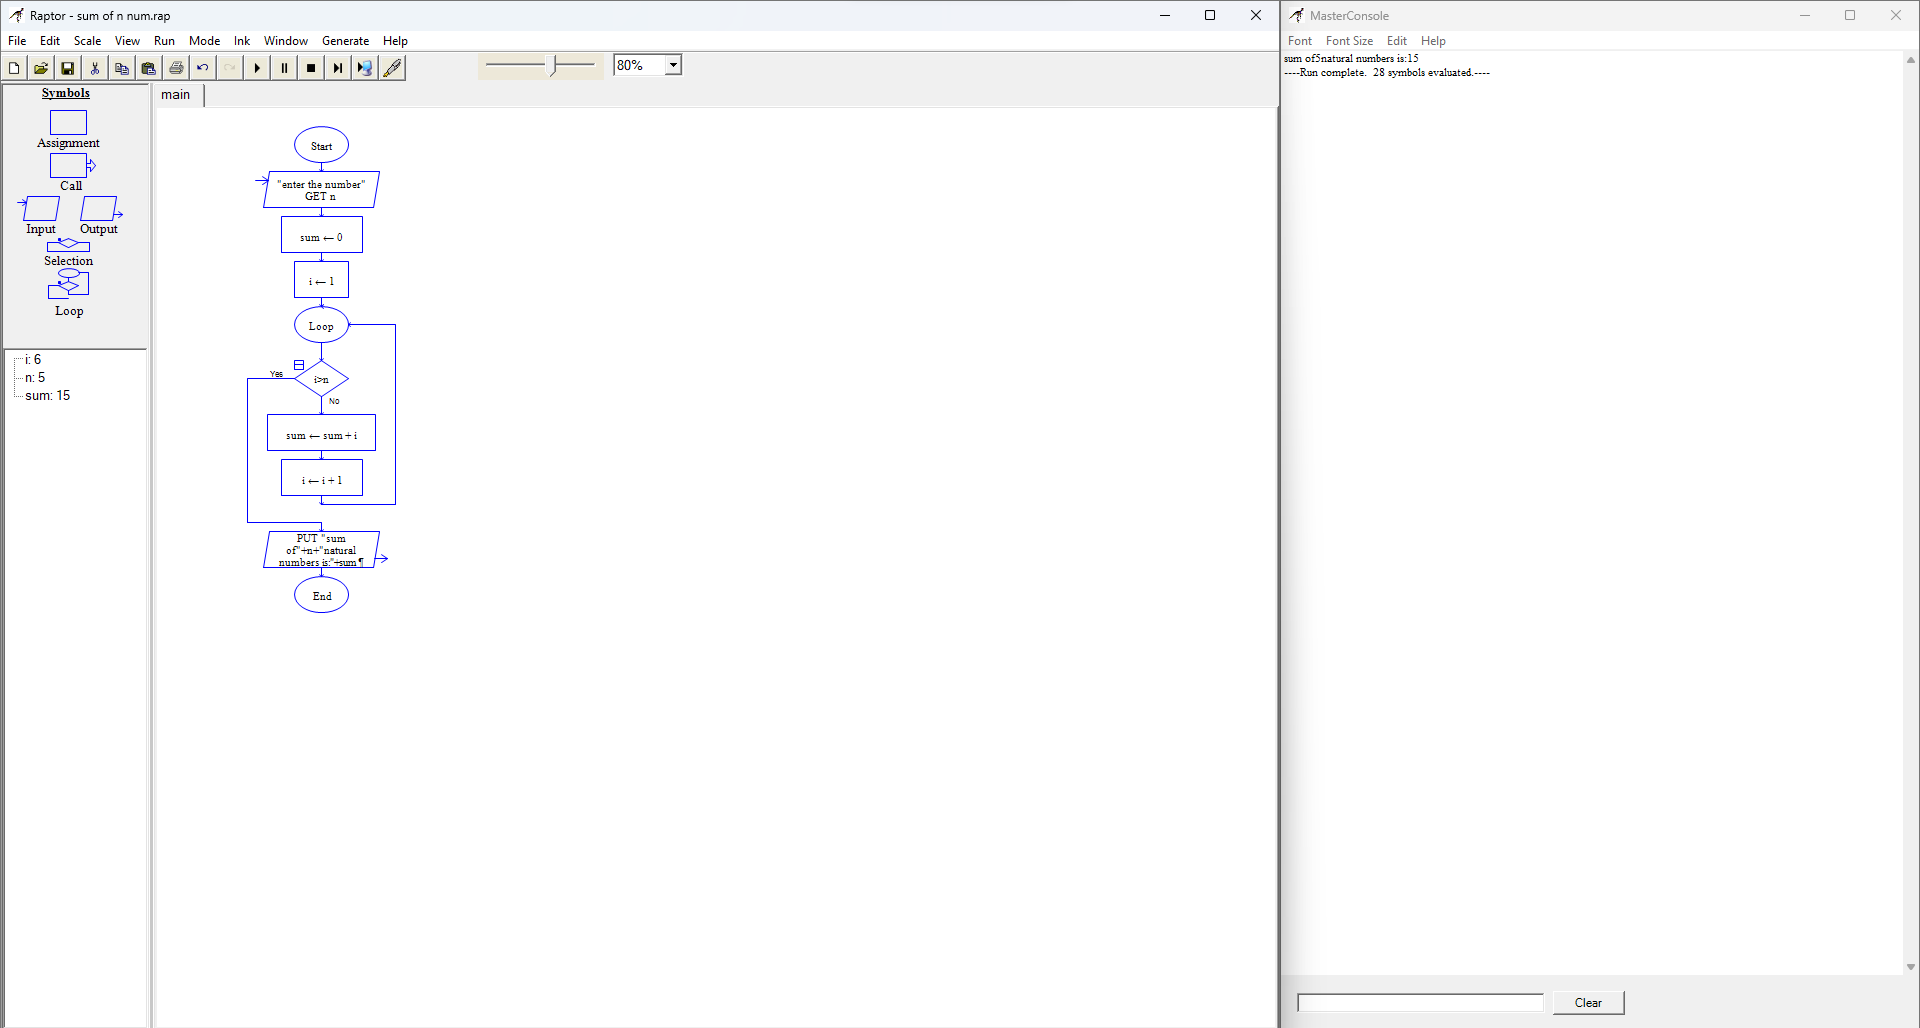 Raptor - sum of n num.rap
File Edit Scale View Run Mode Ink Window Generate Help
80%
Symbols
Assignment
Call
Input Output
Selection
Loop
i: 6
n: 5
sum: 15
main
Start
"enter the number"
GET n
sum ← 0
i ← 1
Loop
Yes
i>n
No
sum ← sum + i
i ← i + 1
PUT "sum
of"+n+"natural
numbers is:"+sum ¶
End
MasterConsole
Font Font Size Edit Help
sum of5natural numbers is:15
----Run complete.  28 symbols evaluated.----
Clear